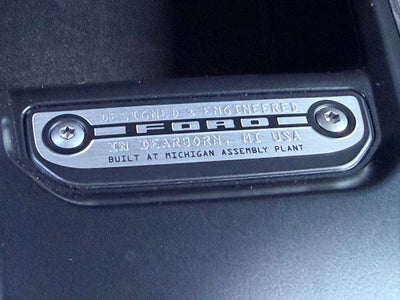 DESIGNED & ENGINEERED
FORD
IN DEARBORN, MI USA
BUILT AT MICHIGAN ASSEMBLY PLANT